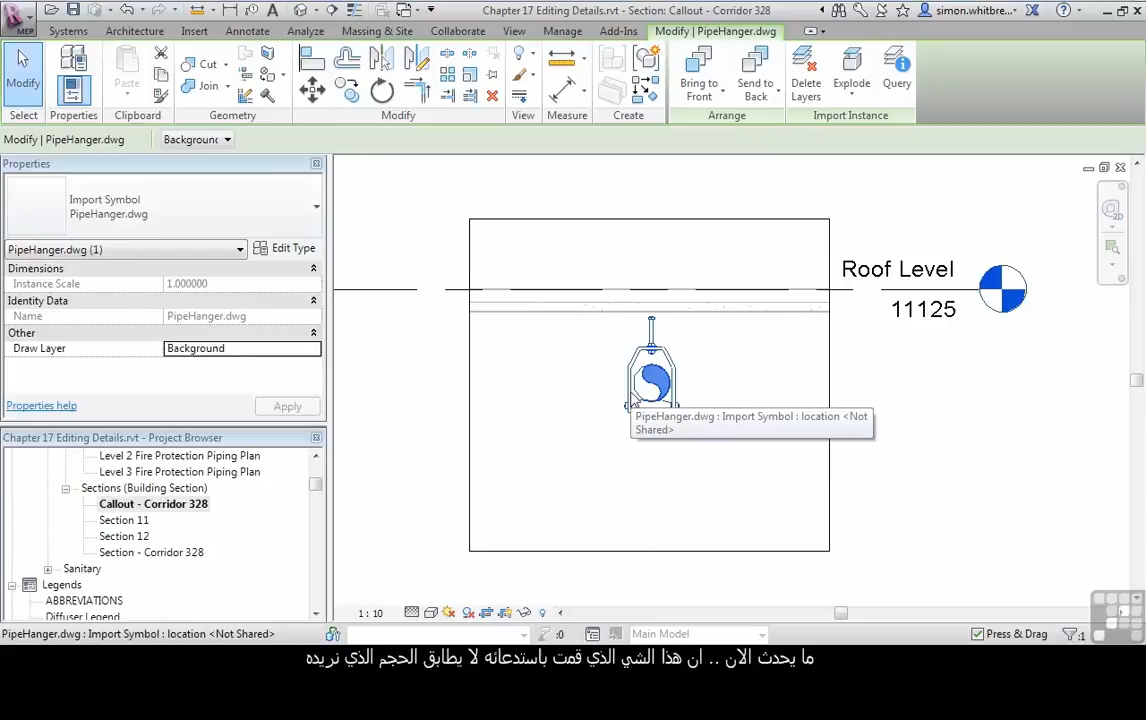 Chapter 17 Editing Details.rvt - Section: Callout - Corridor 328
simon.whitbre...
MEP
Systems Architecture Insert Annotate Analyze Massing & Site Collaborate View Manage Add-Ins Modify | PipeHanger.dwg
Modify Paste Cut Join Bring to Front Send to Back Delete Layers Explode Query
Select Properties Clipboard Geometry Modify View Measure Create Arrange Import Instance
Modify | PipeHanger.dwg Background
Properties
Import Symbol
PipeHanger.dwg
PipeHanger.dwg (1) Edit Type
Dimensions
Instance Scale 1.000000
Identity Data
Name PipeHanger.dwg
Other
Draw Layer Background
Properties help Apply
Chapter 17 Editing Details.rvt - Project Browser
Level 2 Fire Protection Piping Plan
Level 3 Fire Protection Piping Plan
Sections (Building Section)
Callout - Corridor 328
Section 11
Section 12
Section - Corridor 328
Sanitary
Legends
ABBREVIATIONS
Diffuser Legend
Roof Level
11125
PipeHanger.dwg : Import Symbol : location <Not
Shared>
1 : 10
PipeHanger.dwg : Import Symbol : location <Not Shared> :0 Main Model Press & Drag :1
ما يحدث الان .. ان هذا الشي الذي قمت باستدعائه لا يطابق الحجم الذي نريده